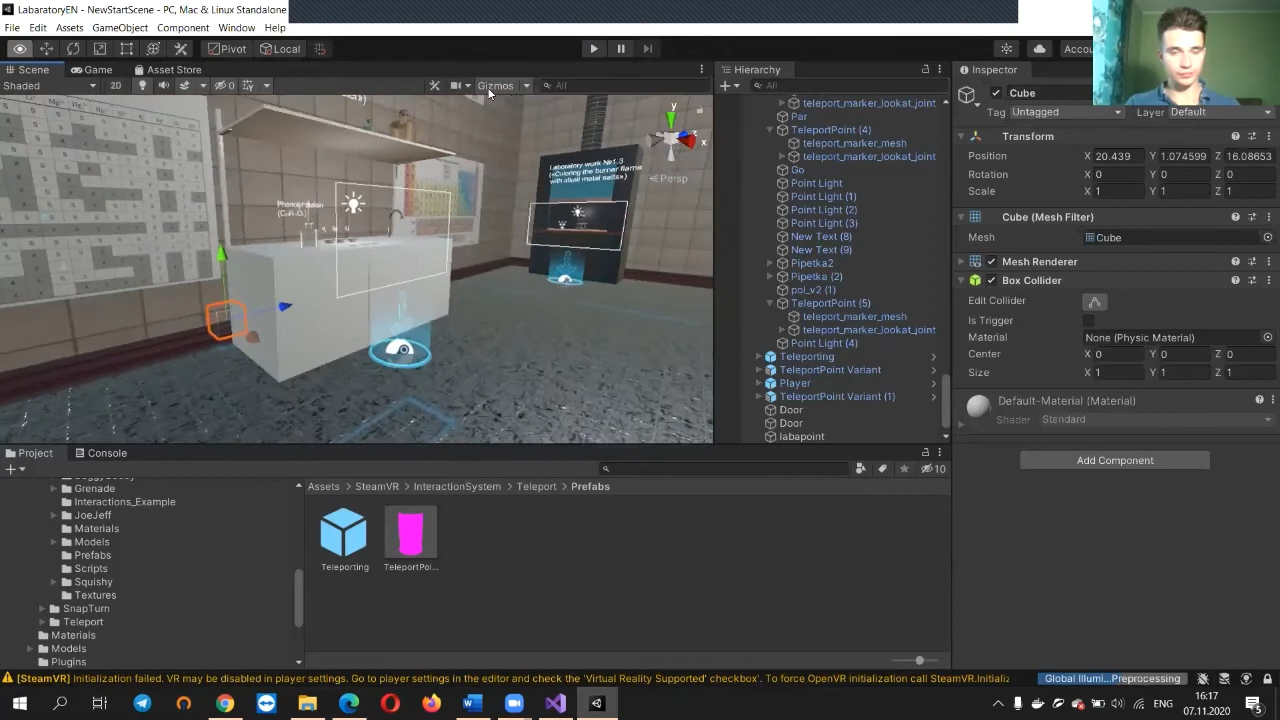 LabaratoryEN - NewStartScene - PC, Mac & Linux Standalone
File Edit Assets GameObject Component Window Help
Pivot Local Accou
Scene Game Asset Store
Shaded 2D 0 Gizmos All
Laboratory work №1.3
(«Coloring the burner flame
with alkali metal salts»)
y
x
Persp
Hierarchy
All
teleport_marker_lookat_joint
Par
TeleportPoint (4)
teleport_marker_mesh
teleport_marker_lookat_joint
Go
Point Light
Point Light (1)
Point Light (2)
Point Light (3)
New Text (8)
New Text (9)
Pipetka2
Pipetka (2)
pol_v2 (1)
TeleportPoint (5)
teleport_marker_mesh
teleport_marker_lookat_joint
Point Light (4)
Teleporting
TeleportPoint Variant
Player
TeleportPoint Variant (1)
Door
Door
labapoint
Inspector
Cube
Tag Untagged Layer Default
Transform
Position X 20.439 Y 1.074599 Z 16.08653
Rotation X 0 Y 0 Z 0
Scale X 1 Y 1 Z 1
Cube (Mesh Filter)
Mesh Cube
Mesh Renderer
Box Collider
Edit Collider
Is Trigger
Material None (Physic Material)
Center X 0 Y 0 Z 0
Size X 1 Y 1 Z 1
Default-Material (Material)
Shader Standard
Add Component
Project Console
10
Grenade
Interactions_Example
JoeJeff
Materials
Models
Prefabs
Scripts
Squishy
Textures
SnapTurn
Teleport
Materials
Models
Plugins
Assets SteamVR InteractionSystem Teleport Prefabs
Teleporting TeleportPoi...
[SteamVR] Initialization failed. VR may be disabled in player settings. Go to player settings in the editor and check the 'Virtual Reality Supported' checkbox'. To force OpenVR initialization call SteamVR.Initializ
Global Illumi...Preprocessing
ENG
16:17
07.11.2021